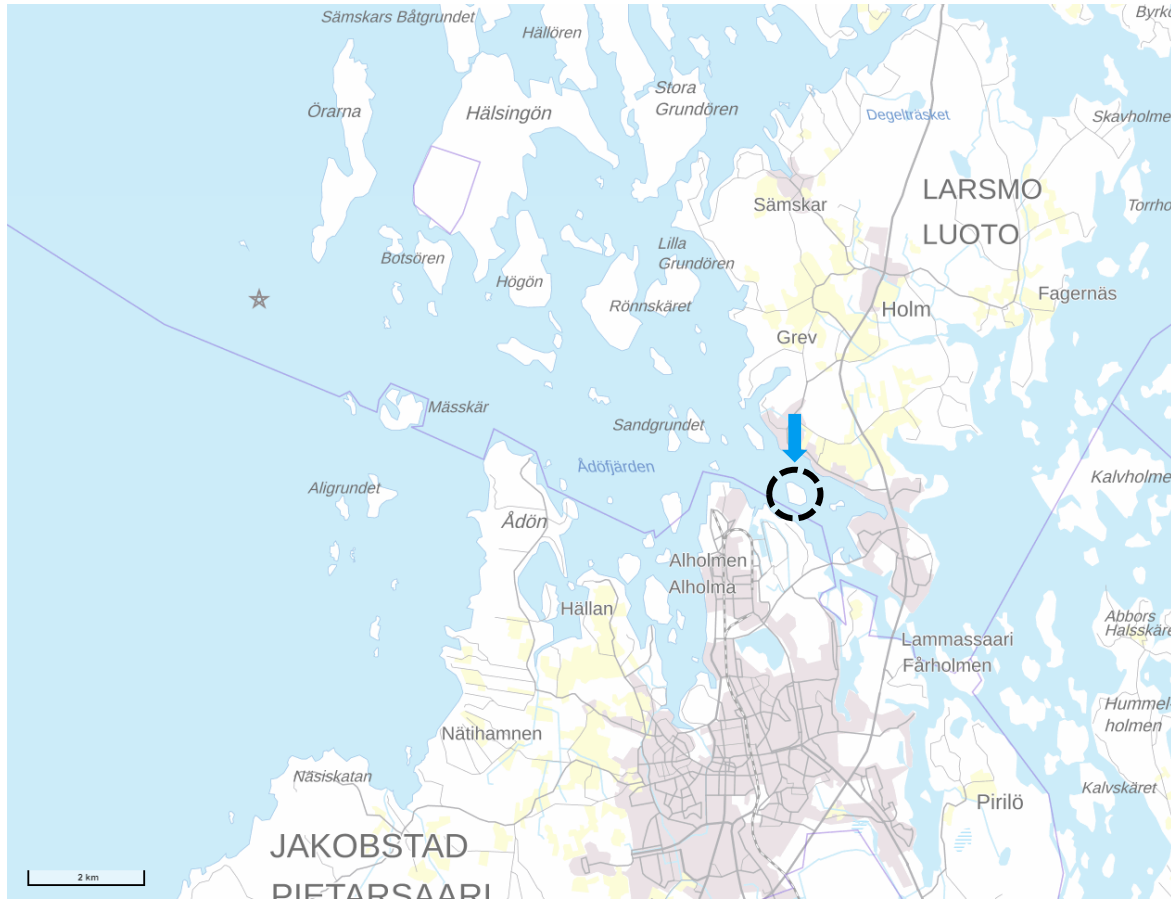 Sämskars Båtgrundet
Hällören
Örarna
Hälsingön
Stora
Grundören
Degelträsket
Skavholme
LARSMO
LUOTO
Sämskar
Torrho
Botsören
Högön
Lilla
Grundören
Rönnskäret
Fagernäs
Holm
Grev
Mässkär
Sandgrundet
Ådöfjärden
Aligrundet
Kalvholme
Ådön
Alholmen
Alholma
Hällan
Abbors
Halsskäre
Lammassaari
Fårholmen
Hummel-
holmen
Nätihamnen
Näsiskatan
Kalvskäret
Pirilö
JAKOBSTAD
PIETARSAARI
2 km